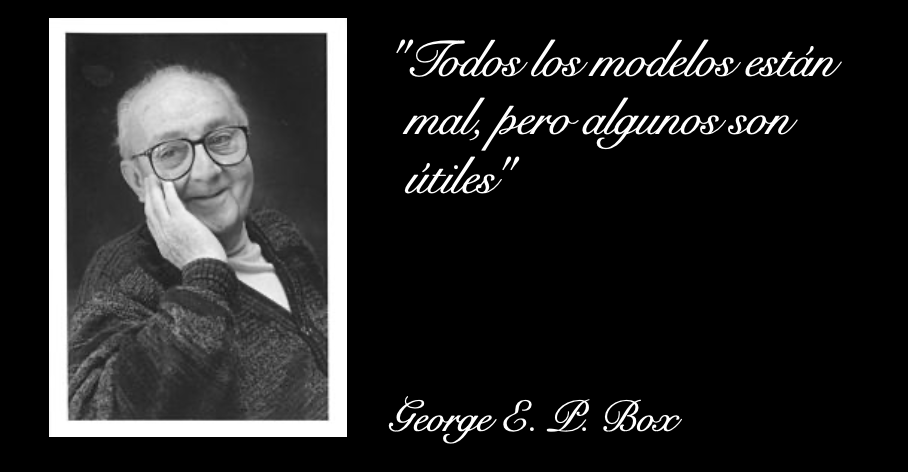 "Todos los modelos están
mal, pero algunos son
útiles"
George E. P. Box